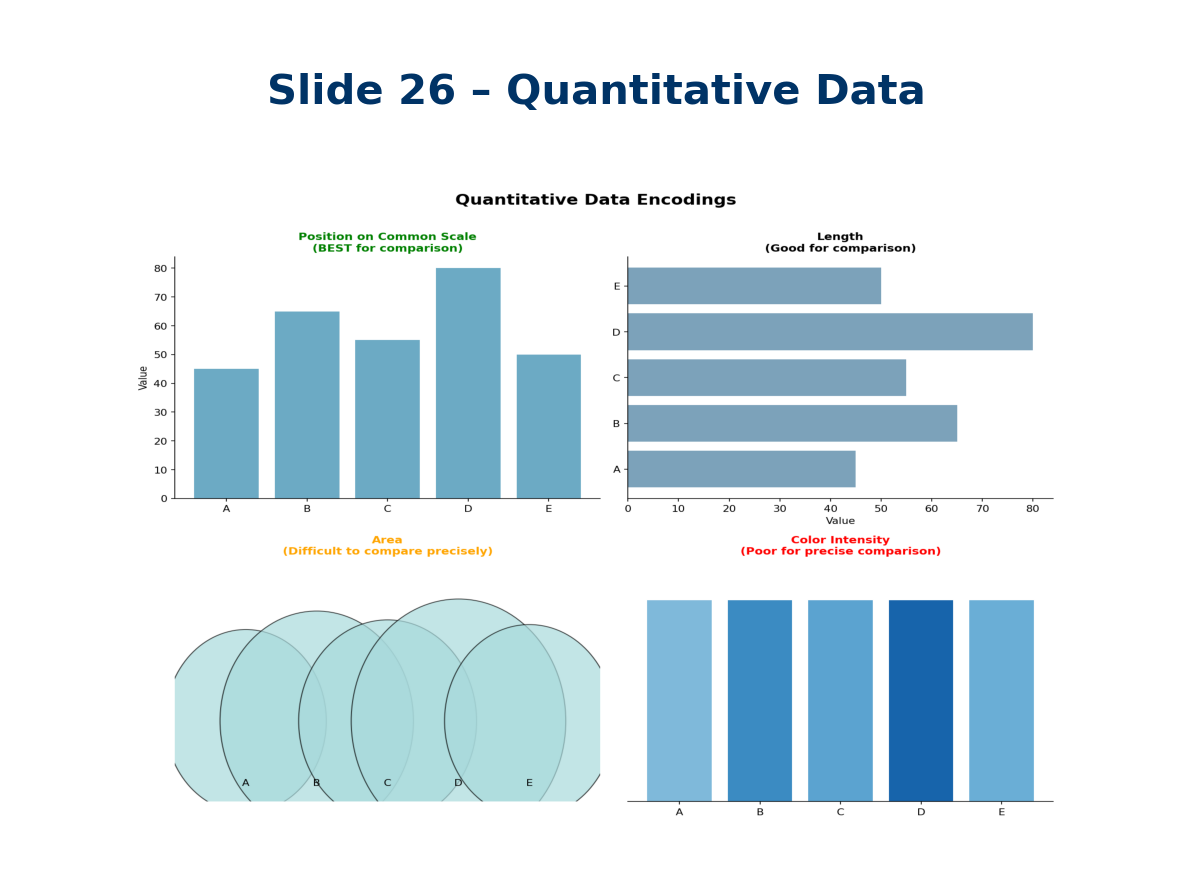 Slide 26 – Quantitative Data
Quantitative Data Encodings
Position on Common Scale
(BEST for comparison)
Value
80
70
60
50
40
30
20
10
0
A B C D E
Length
(Good for comparison)
E
D
C
B
A
0 10 20 30 40 50 60 70 80
Value
Area
(Difficult to compare precisely)
A B C D E
Color Intensity
(Poor for precise comparison)
A B C D E